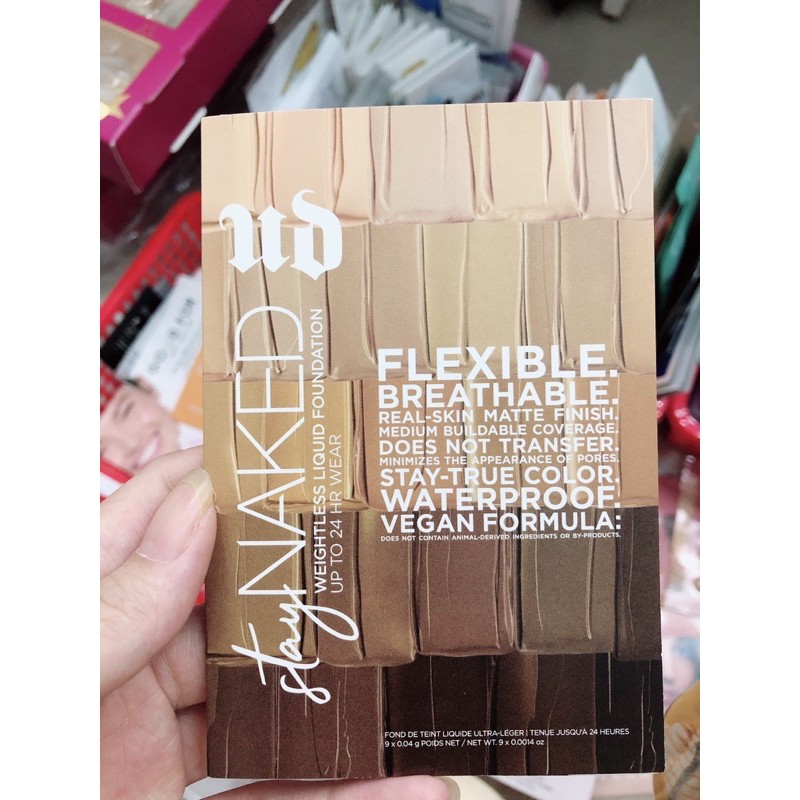 ud
stay NAKED
WEIGHTLESS LIQUID FOUNDATION
UP TO 24 HR WEAR
FLEXIBLE.
BREATHABLE.
REAL-SKIN MATTE FINISH.
MEDIUM BUILDABLE COVERAGE.
DOES NOT TRANSFER.
MINIMIZES THE APPEARANCE OF PORES.
STAY-TRUE COLOR.
WATERPROOF.
VEGAN FORMULA:
DOES NOT CONTAIN ANIMAL-DERIVED INGREDIENTS OR BY-PRODUCTS.
FOND DE TEINT LIQUIDE ULTRA-LÉGER | TENUE JUSQU'À 24 HEURES
9 x 0.04 g POIDS NET / NET WT. 9 x 0.0014 oz